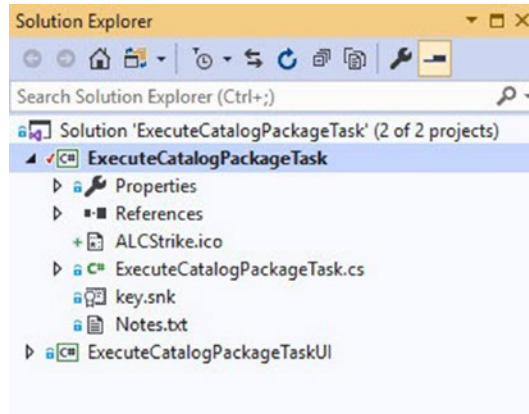 Solution Explorer
Search Solution Explorer (Ctrl+;)
Solution 'ExecuteCatalogPackageTask' (2 of 2 projects)
C# ExecuteCatalogPackageTask
Properties
References
ALCStrike.ico
C# ExecuteCatalogPackageTask.cs
key.snk
Notes.txt
C# ExecuteCatalogPackageTaskUI